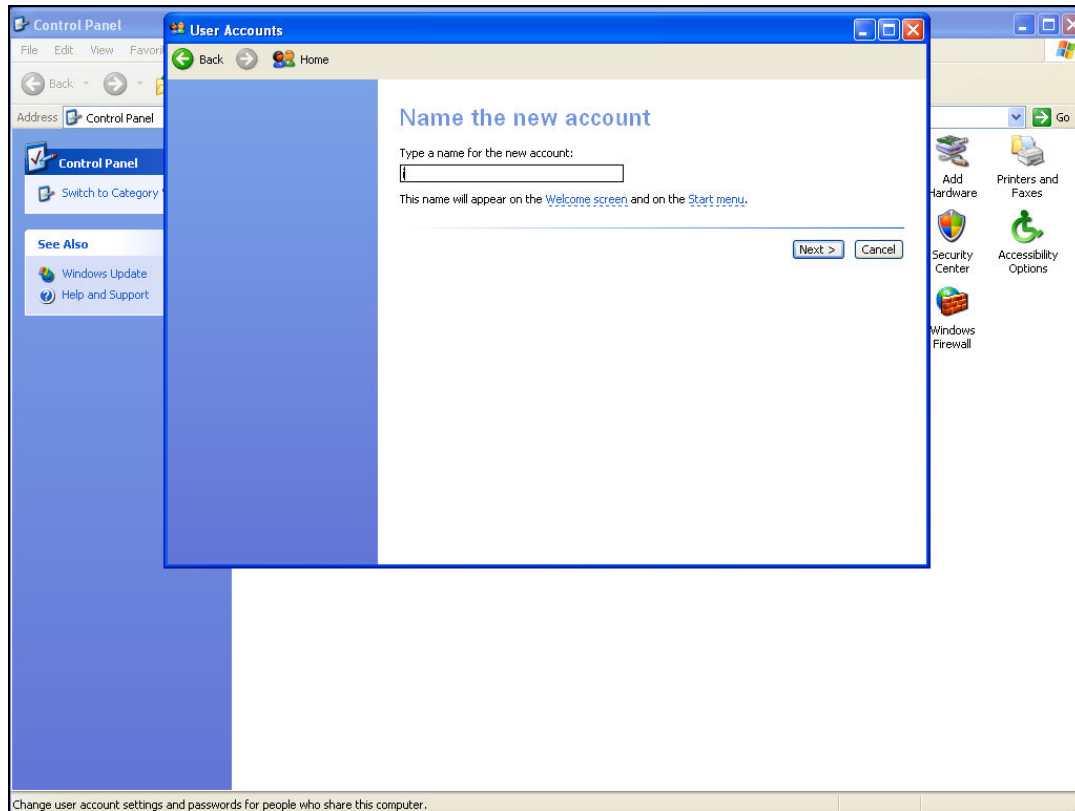 Control Panel
User Accounts
File Edit View
Back Home
Back
Address Control Panel
Go
Name the new account
Type a name for the new account:
This name will appear on the Welcome screen and on the Start menu.
Next > Cancel
Control Panel
Switch to Category
See Also
Windows Update
Help and Support
Add
Hardware
Printers and
Faxes
Security
Center
Accessibility
Options
Windows
Firewall
Change user account settings and passwords for people who share this computer.